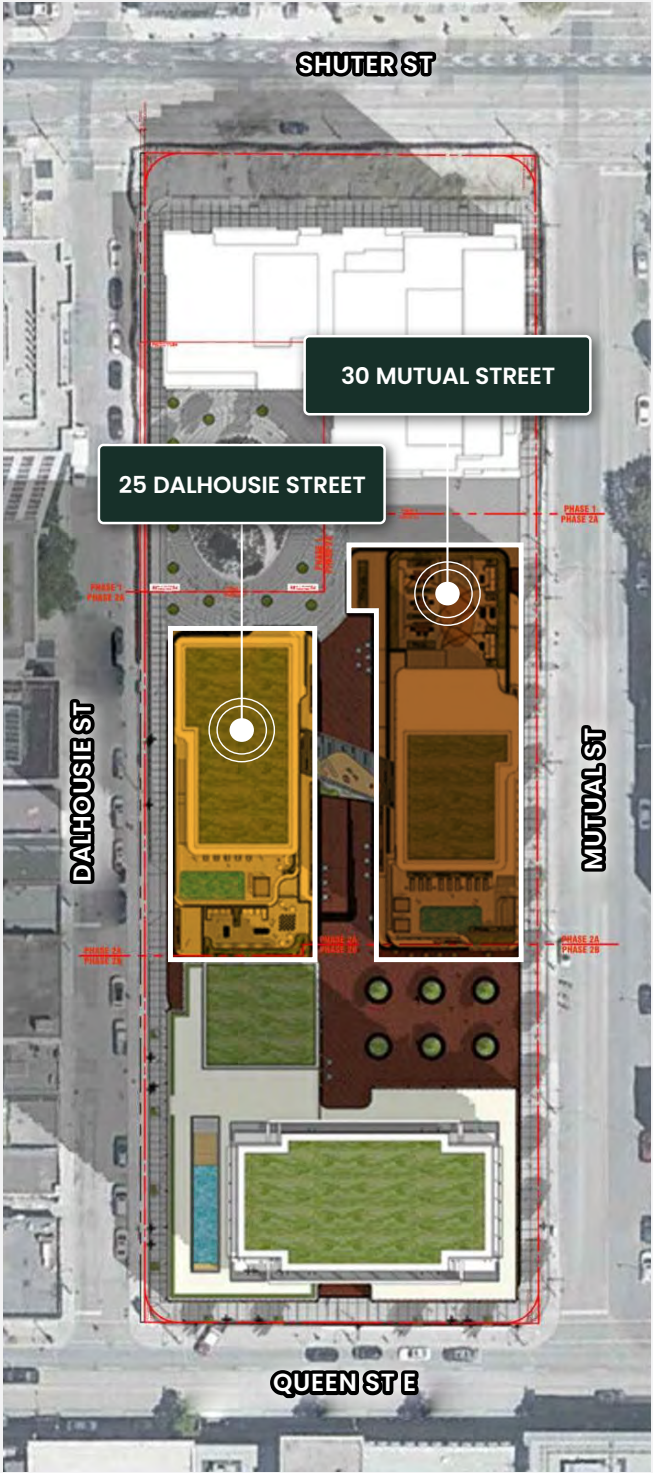 SHUTER ST
30 MUTUAL STREET
25 DALHOUSIE STREET
PHASE 1
PHASE 2A
PHASE 1
PHASE 2A
DALHOUSIE ST
MUTUAL ST
PHASE 2A
PHASE 2B
PHASE 2A
PHASE 2B
PHASE 2A
PHASE 2B
QUEEN ST E